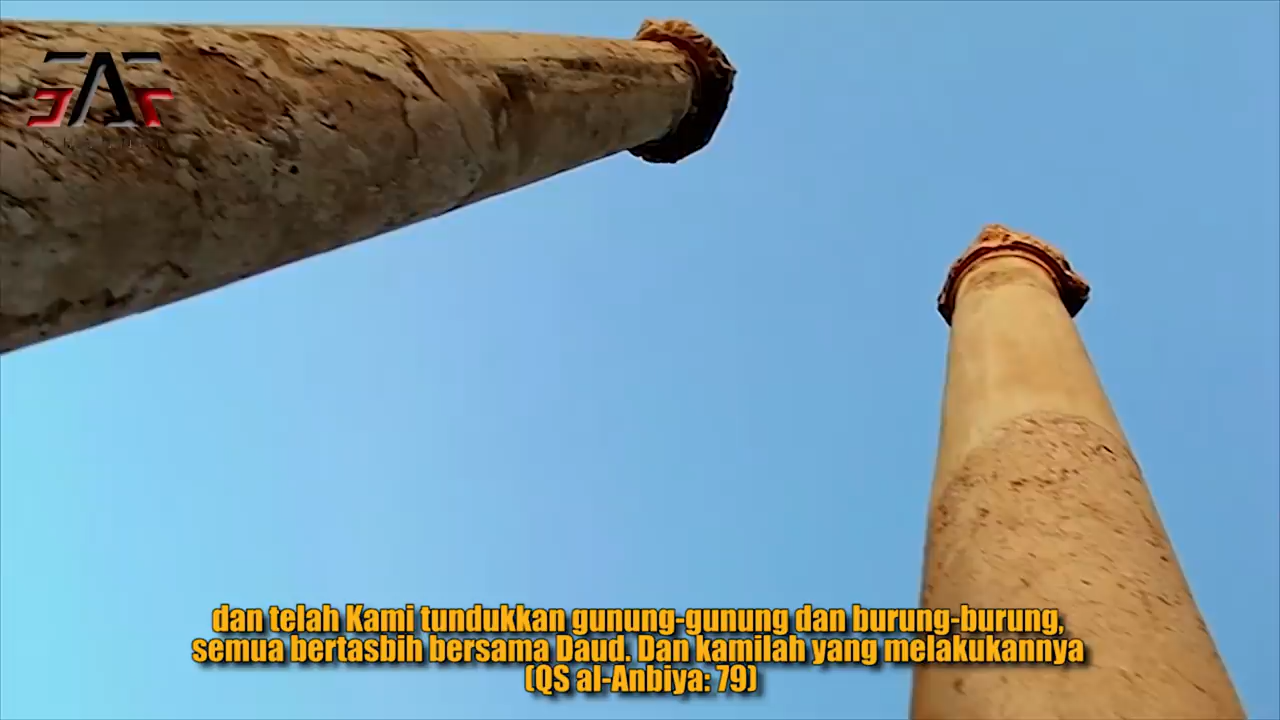 dan telah Kami tundukkan gunung-gunung dan burung-burung,
semua bertasbih bersama Daud. Dan kamilah yang melakukannya
(QS al-Anbiya: 79)